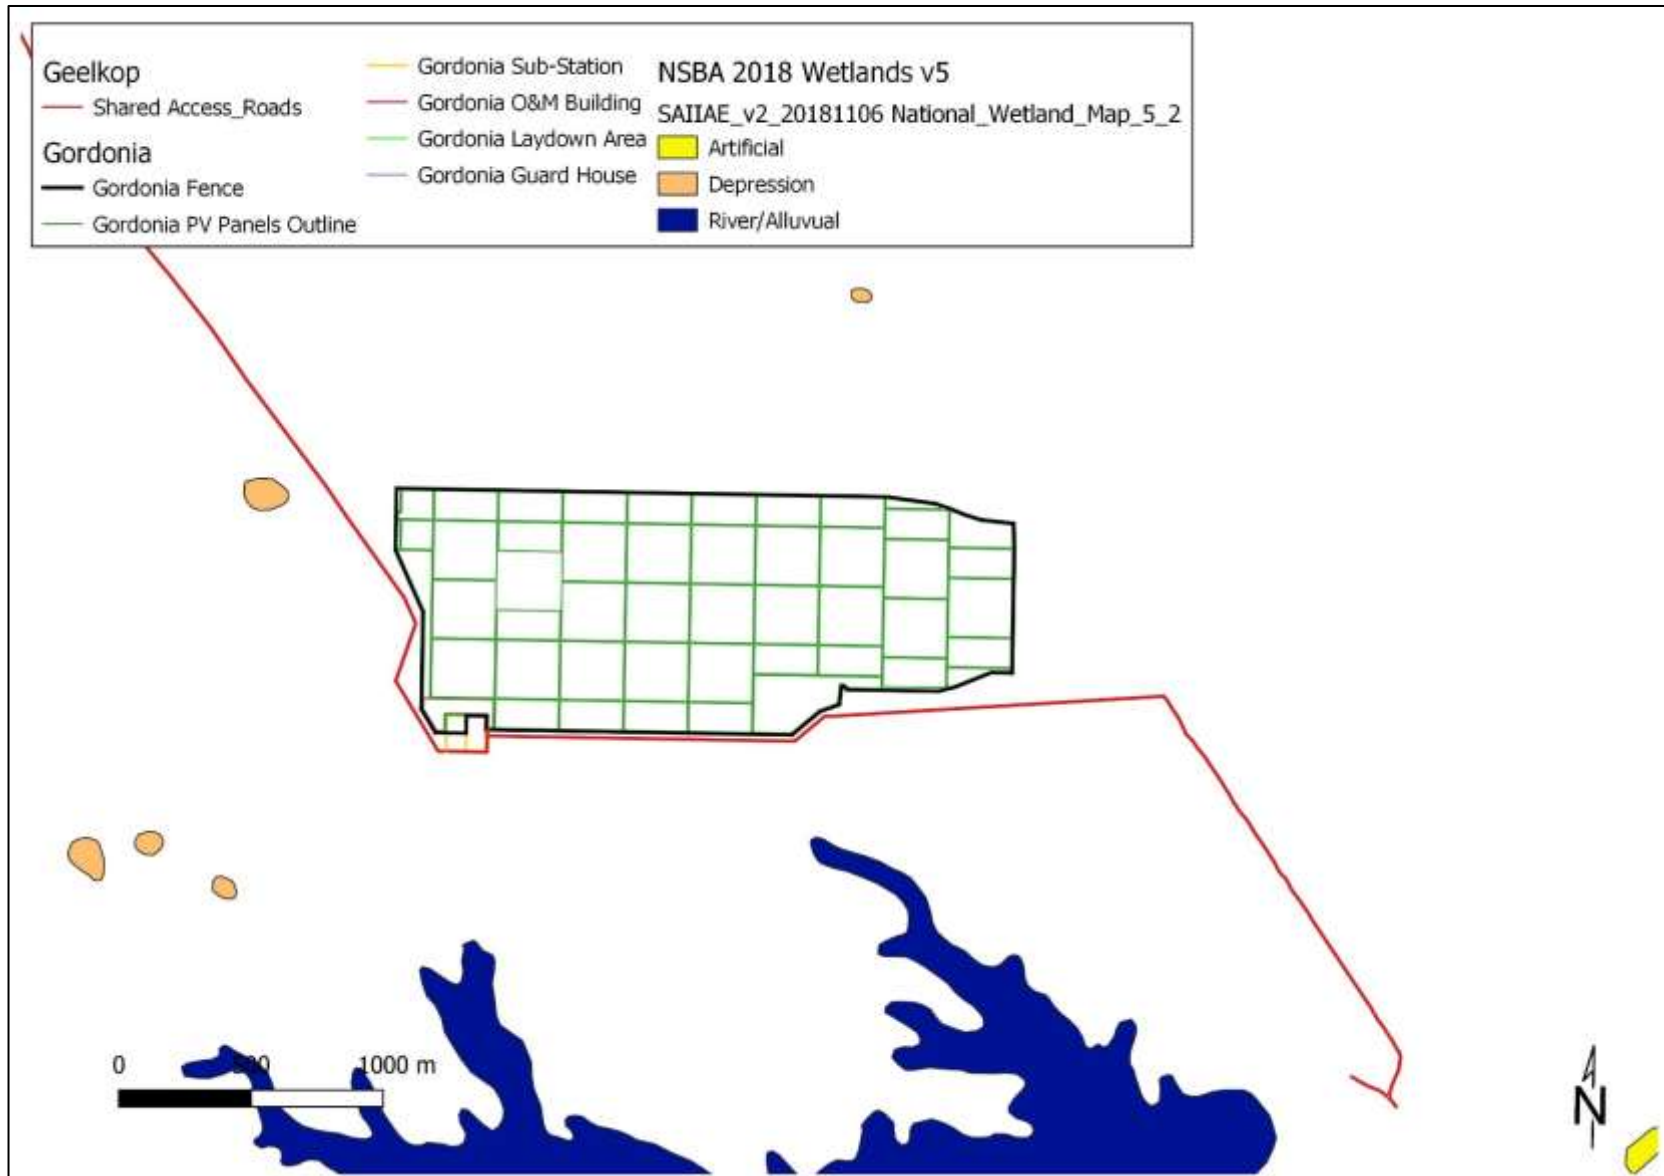 Geelkop
Shared Access_Roads
Gordonia
Gordonia Fence
Gordonia PV Panels Outline
Gordonia Sub-Station
Gordonia O&M Building
Gordonia Laydown Area
Gordonia Guard House
NSBA 2018 Wetlands v5
SAIIAE_v2_20181106 National_Wetland_Map_5_2
Artificial
Depression
River/Alluvual
0 500 1000 m
N